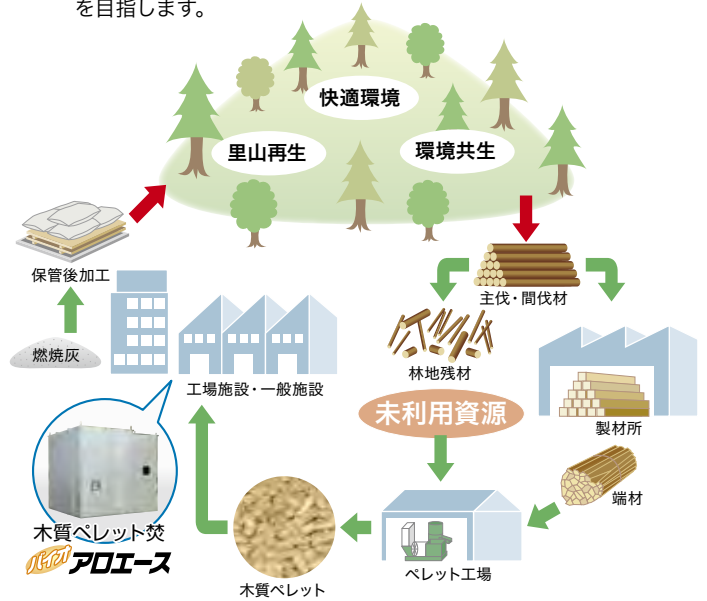 を目指します。
快適環境
里山再生
環境共生
保管後加工
主伐・間伐材
燃焼灰
林地残材
工場施設・一般施設
未利用資源
製材所
端材
木質ペレット焚
バイオアロエース
ペレット工場
木質ペレット